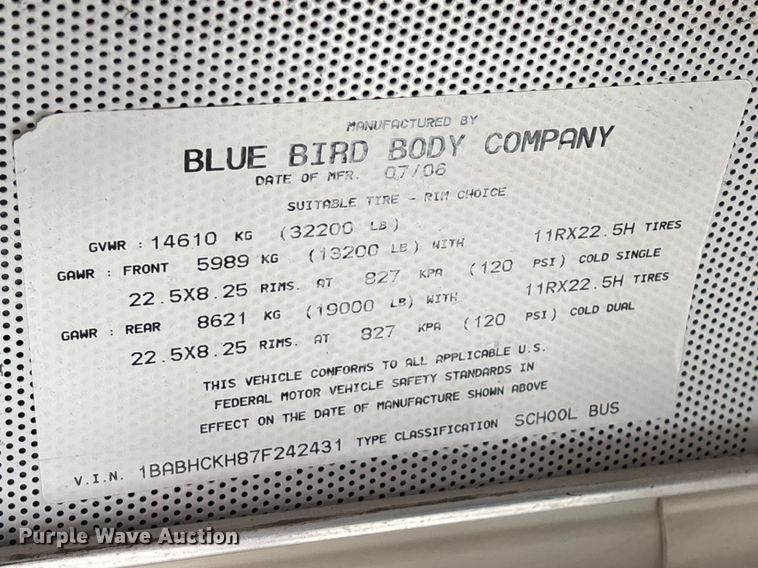 MANUFACTURED BY
BLUE BIRD BODY COMPANY
DATE OF MFR. 07/06
SUITABLE TIRE - RIM CHOICE
GVWR : 14610 KG (32200 LB)
GAWR : FRONT 5989 KG (13200 LB) WITH 11RX22.5H TIRES
22.5X8.25 RIMS. AT 827 KPA (120 PSI) COLD SINGLE
GAWR : REAR 8621 KG (19000 LB) WITH 11RX22.5H TIRES
22.5X8.25 RIMS. AT 827 KPA (120 PSI) COLD DUAL
THIS VEHICLE CONFORMS TO ALL APPLICABLE U.S.
FEDERAL MOTOR VEHICLE SAFETY STANDARDS IN
EFFECT ON THE DATE OF MANUFACTURE SHOWN ABOVE
V.I.N. 1BABHCKH87F242431 TYPE CLASSIFICATION SCHOOL BUS
Purple Wave Auction